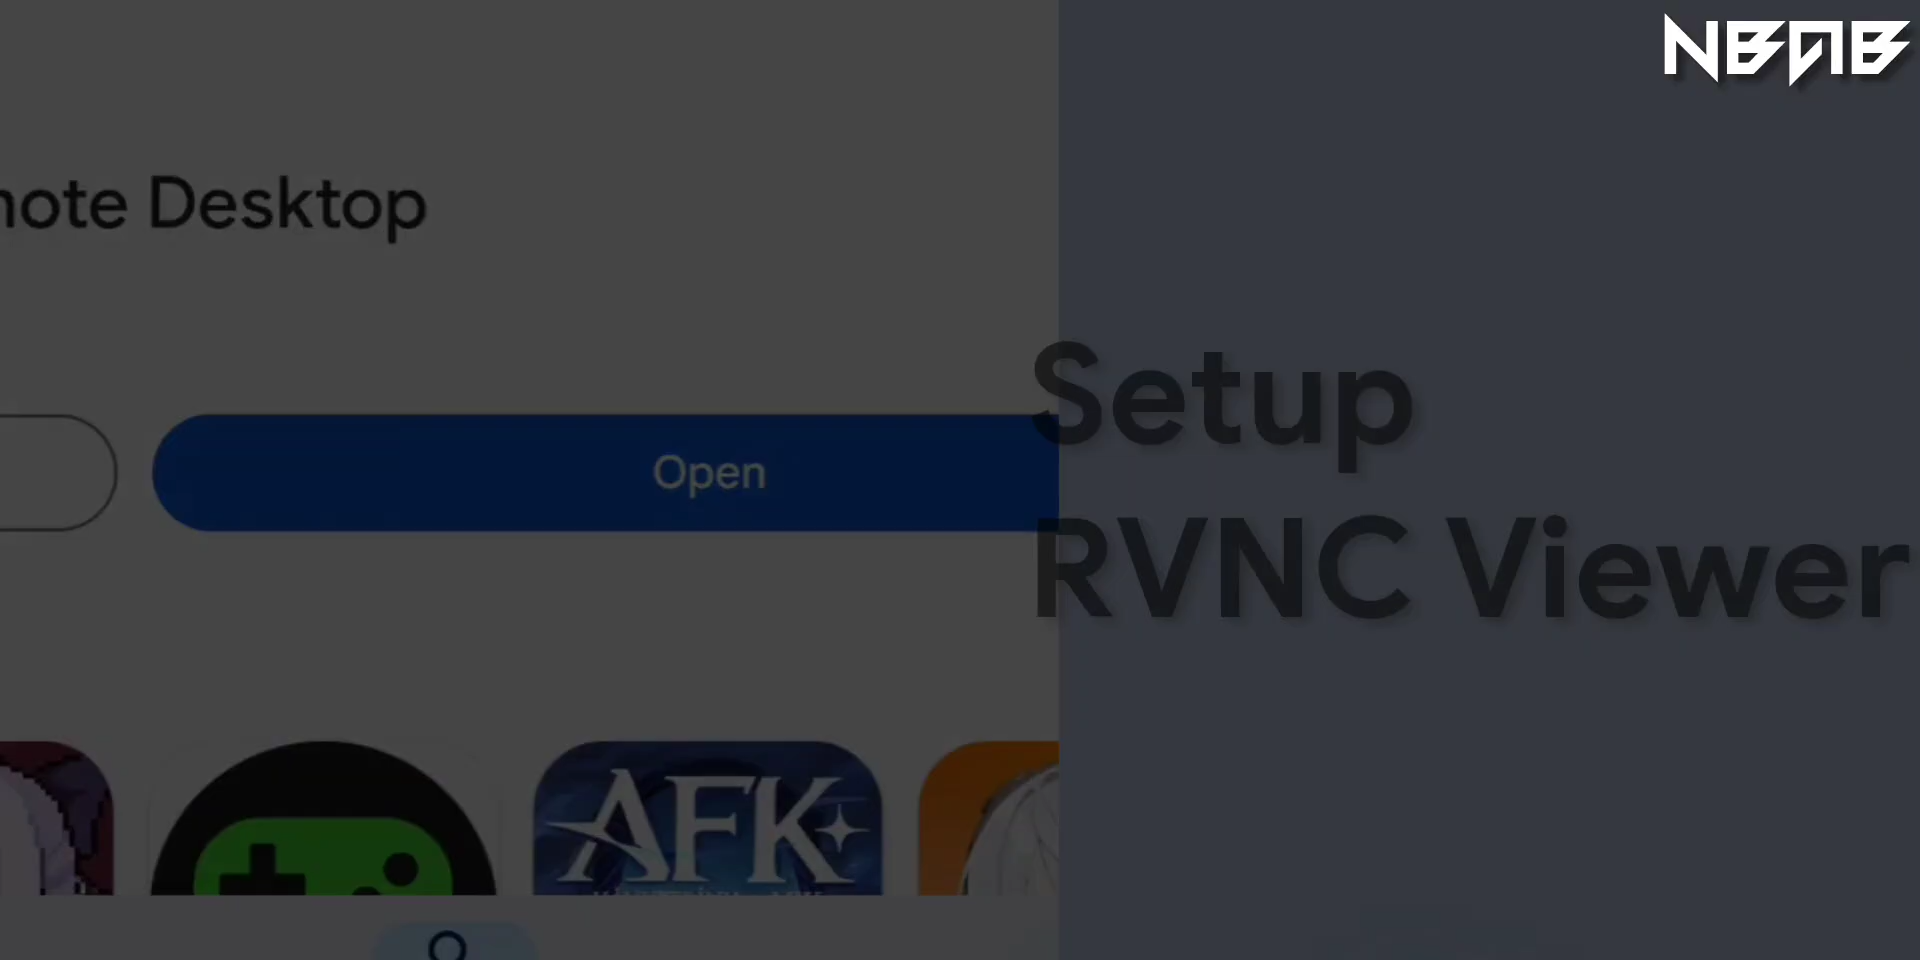 NBAB
note Desktop
Open
Setup
RVNC Viewer
AFK